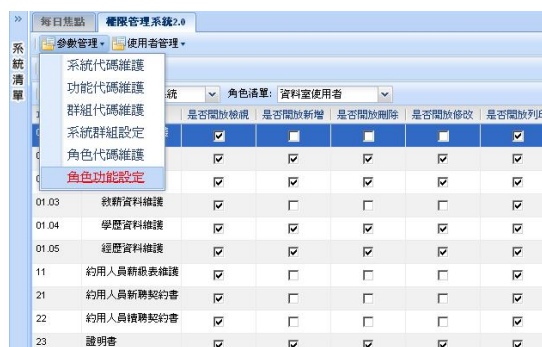 每日焦點 權限管理系統2.0
系統清單
參數管理 使用者管理
系統代碼維護
功能代碼維護
群組代碼維護
系統群組設定
角色代碼維護
角色功能設定
統 角色清單: 資料室使用者
是否開放檢視 是否開放新增 是否開放刪除 是否開放修改 是否開放列印
01.03 敘薪資料維護
01.04 學歷資料維護
01.05 經歷資料維護
11 約用人員薪級表維護
21 約用人員新聘契約書
22 約用人員續聘契約書
23 證明書